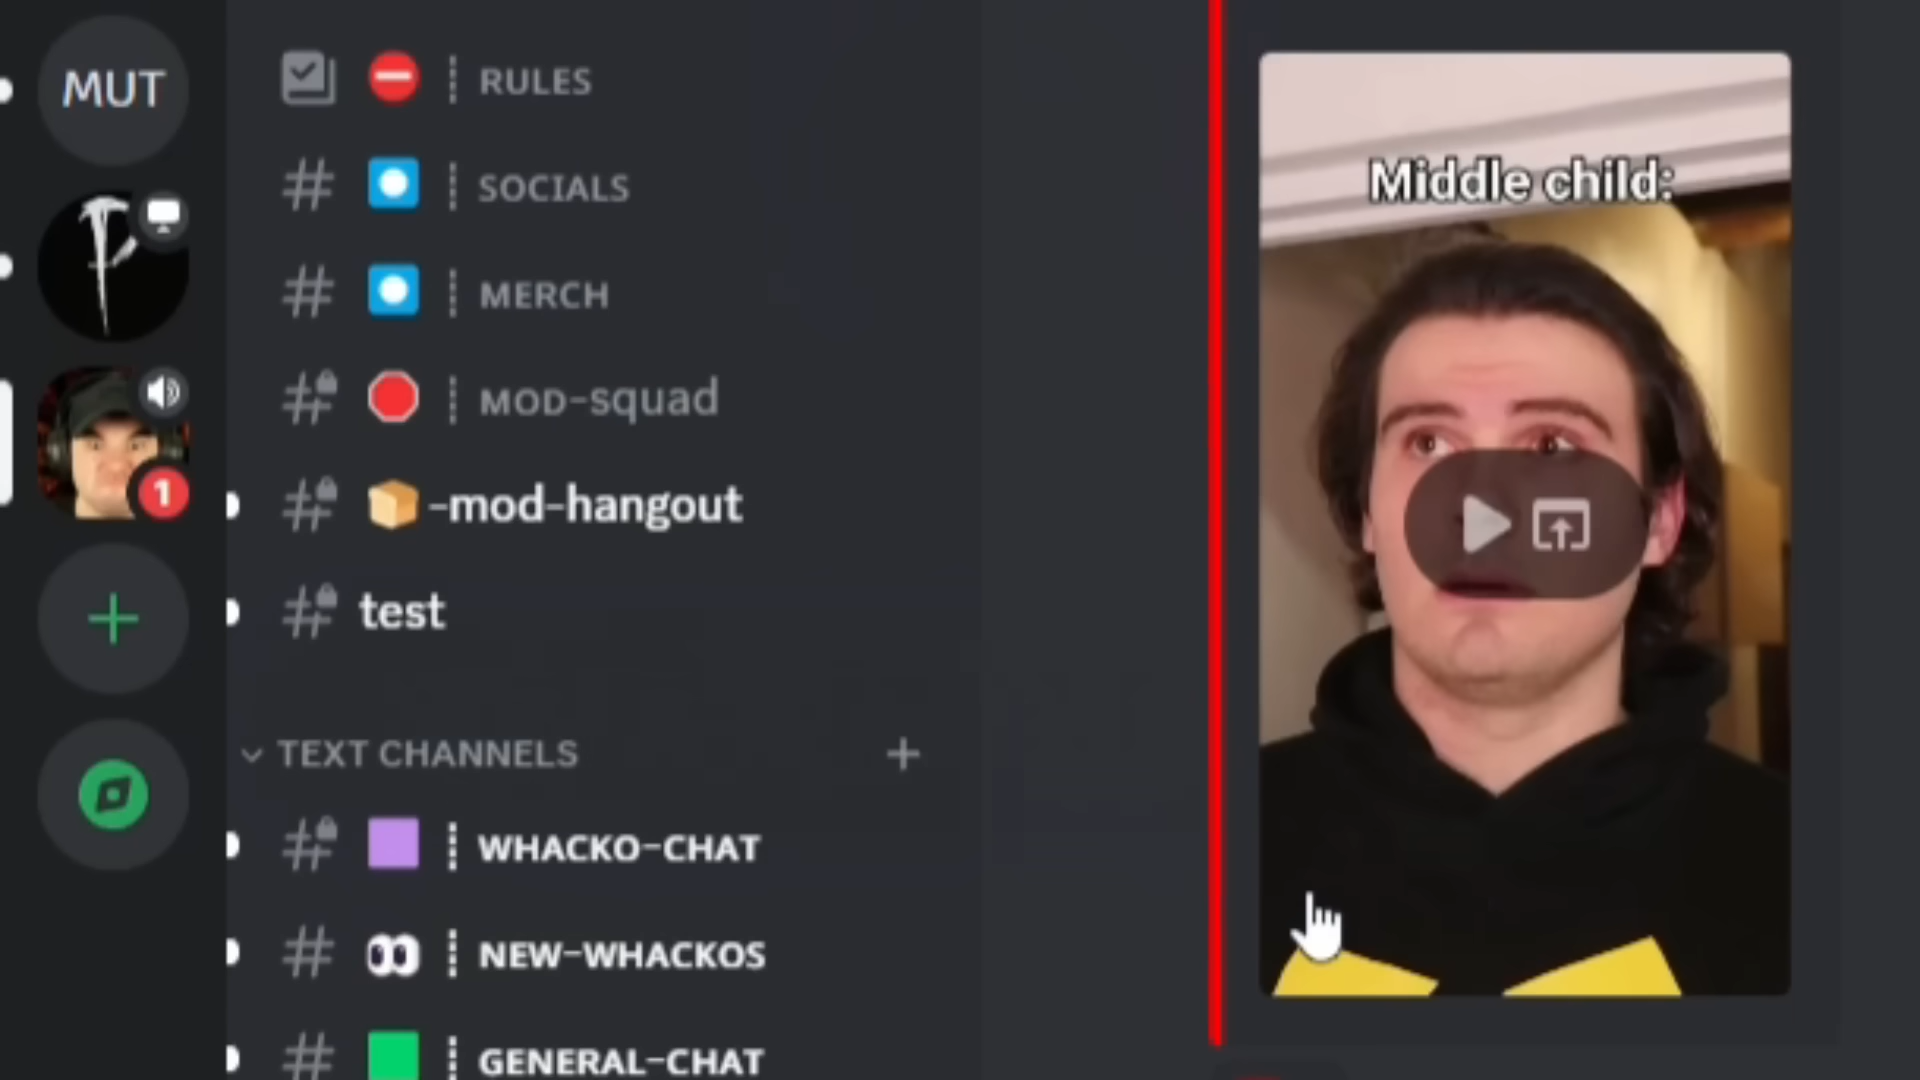 MUT
1
RULES
SOCIALS
MERCH
MOD-squad
-mod-hangout
test
TEXT CHANNELS
WHACKO-CHAT
NEW-WHACKOS
GENERAL-CHAT
Middle child: